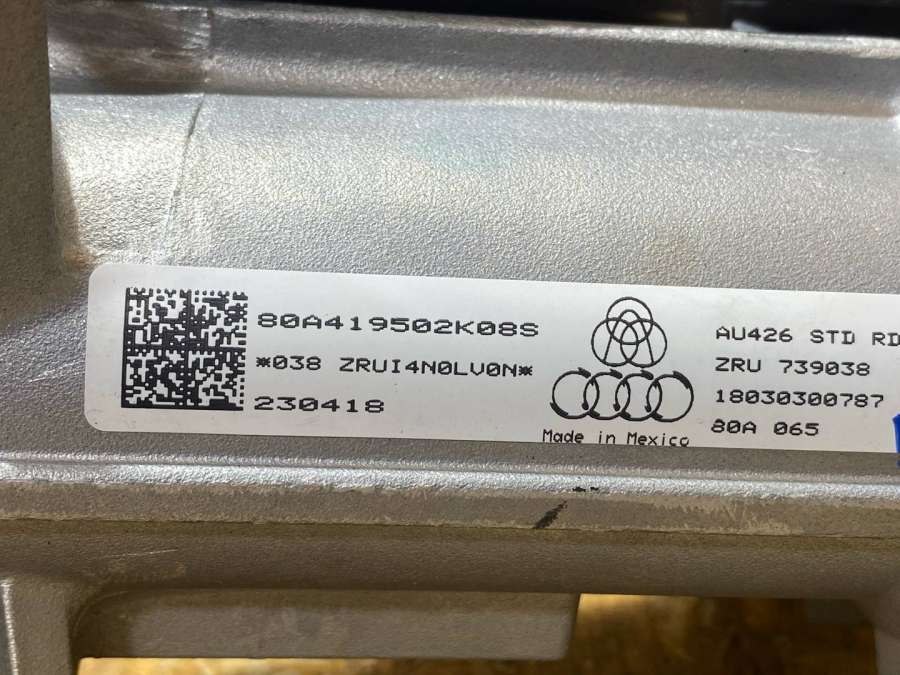 80A419502K08S
*038 ZRUI4N0LV0N*
230418
Made in Mexico
AU426 STD RD
ZRU 739038
18030300787
80A 065